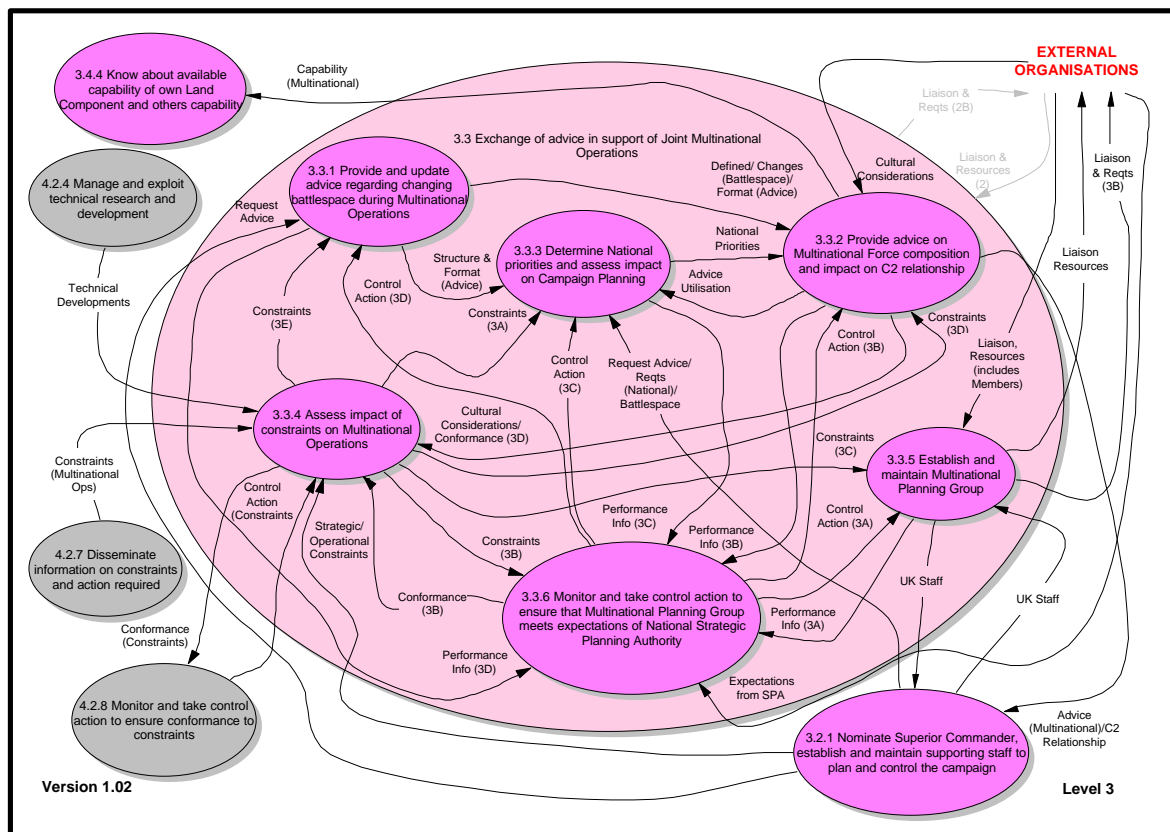 3.4.4 Know about available
capability of own Land
Component and others capability
Capability
(Multinational)
EXTERNAL
ORGANISATIONS
Liaison &
Reqts (2B)
4.2.4 Manage and exploit
technical research and
development
3.3 Exchange of advice in support of Joint Multinational
Operations
Liaison &
Resources (2)
Liaison
& Reqts
(3B)
3.3.1 Provide and update
advice regarding changing
battlespace during Multinational
Operations
Defined/ Changes
(Battlespace)/
Format (Advice)
Cultural
Considerations
Request
Advice
3.3.3 Determine National
priorities and assess impact
on Campaign Planning
National
Priorities
3.3.2 Provide advice on
Multinational Force composition
and impact on C2 relationship
Liaison
Resources
Technical
Developments
Structure &
Format
(Advice)
Control
Action (3D)
Advice
Utilisation
Constraints
(3E)
Constraints
(3A)
Control
Action
(3C)
Request Advice/
Reqts
(National)/
Battlespace
Control
Action (3B)
Constraints
(3D)
Liaison,
Resources
(includes
Members)
3.3.4 Assess impact of
constraints on Multinational
Operations
Cultural
Considerations/
Conformance (3D)
Constraints
(3C)
3.3.5 Establish and
maintain Multinational
Planning Group
Constraints
(Multinational
Ops)
Control
Action
(Constraints
Strategic/
Operational
Constraints
Performance
Info (3C)
Performance
Info (3B)
Control
Action (3A)
4.2.7 Disseminate
information on constraints
and action required
Constraints
(3B)
Conformance
(3B)
3.3.6 Monitor and take control action to
ensure that Multinational Planning Group
meets expectations of National Strategic
Planning Authority
Performance
Info (3A)
UK Staff
UK Staff
Conformance
(Constraints)
Performance
Info (3D)
Expectations
from SPA
4.2.8 Monitor and take control
action to ensure conformance to
constraints
3.2.1 Nominate Superior Commander,
establish and maintain supporting staff to
plan and control the campaign
Advice
(Multinational)/C2
Relationship
Version 1.02
Level 3